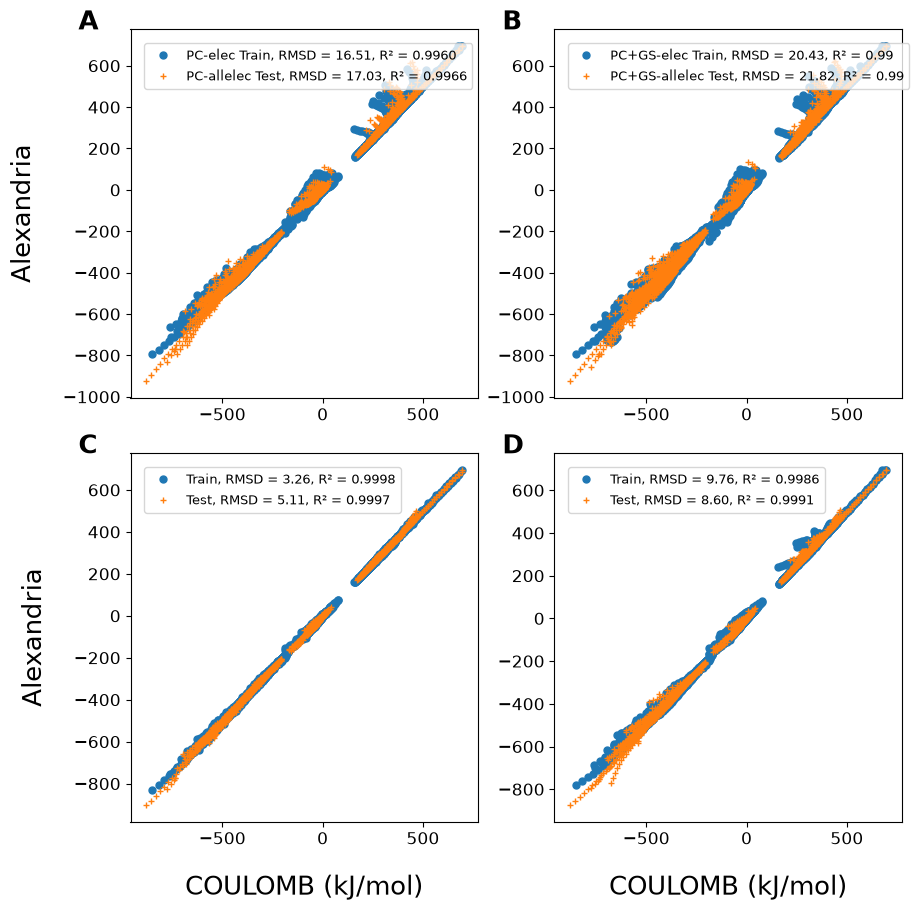 A
PC-elec Train, RMSD = 16.51, R² = 0.9960
PC-allelec Test, RMSD = 17.03, R² = 0.9966
600
400
200
0
−200
−400
−600
−800
−1000
−500
0
500
Alexandria
B
PC+GS-elec Train, RMSD = 20.43, R² = 0.99
PC+GS-allelec Test, RMSD = 21.82, R² = 0.99
600
400
200
0
−200
−400
−600
−800
−1000
−500
0
500
C
Train, RMSD = 3.26, R² = 0.9998
Test, RMSD = 5.11, R² = 0.9997
600
400
200
0
−200
−400
−600
−800
−500
0
500
Alexandria
COULOMB (kJ/mol)
D
Train, RMSD = 9.76, R² = 0.9986
Test, RMSD = 8.60, R² = 0.9991
600
400
200
0
−200
−400
−600
−800
−500
0
500
COULOMB (kJ/mol)